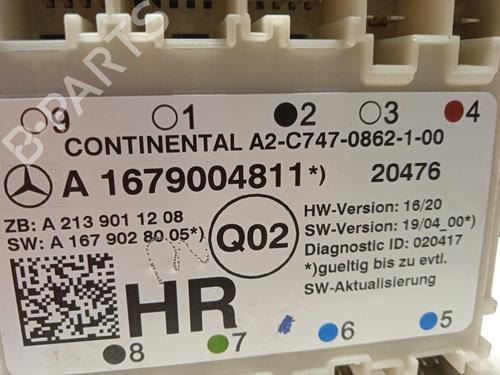 B-PARTS
9 1 2 3 4
CONTINENTAL A2-C747-0862-1-00
A 1679004811*) 20476
ZB: A 213 901 12 08
SW: A 167 902 80 05*)
Q02
HW-Version: 16/20
SW-Version: 19/04_00*)
Diagnostic ID: 020417
*)gueltig bis zu evtl.
SW-Aktualisierung
HR
8 7 6 5